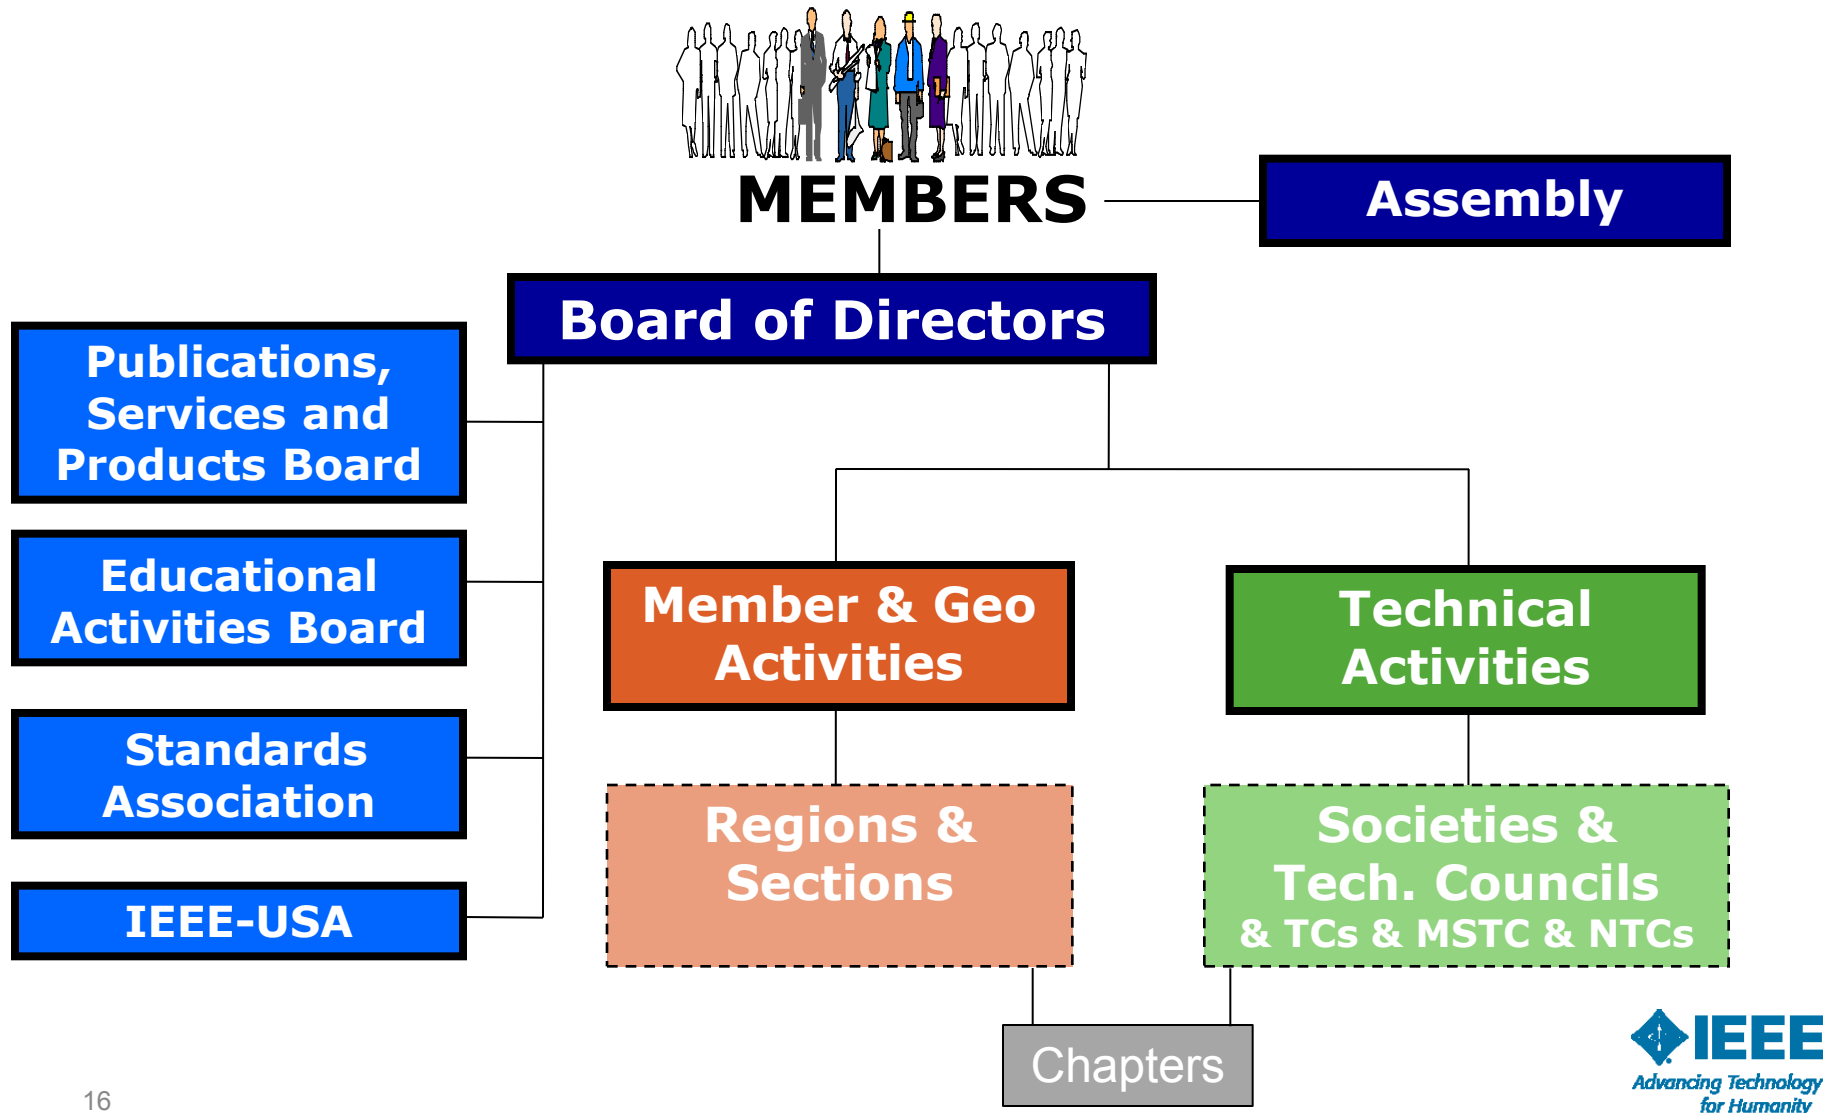 MEMBERS
Assembly
Board of Directors
Publications,
Services and
Products Board
Educational
Activities Board
Standards
Association
IEEE-USA
Member & Geo
Activities
Technical
Activities
Regions &
Sections
Societies &
Tech. Councils
& TCs & MSTC & NTCs
Chapters
IEEE
Advancing Technology
for Humanity
16